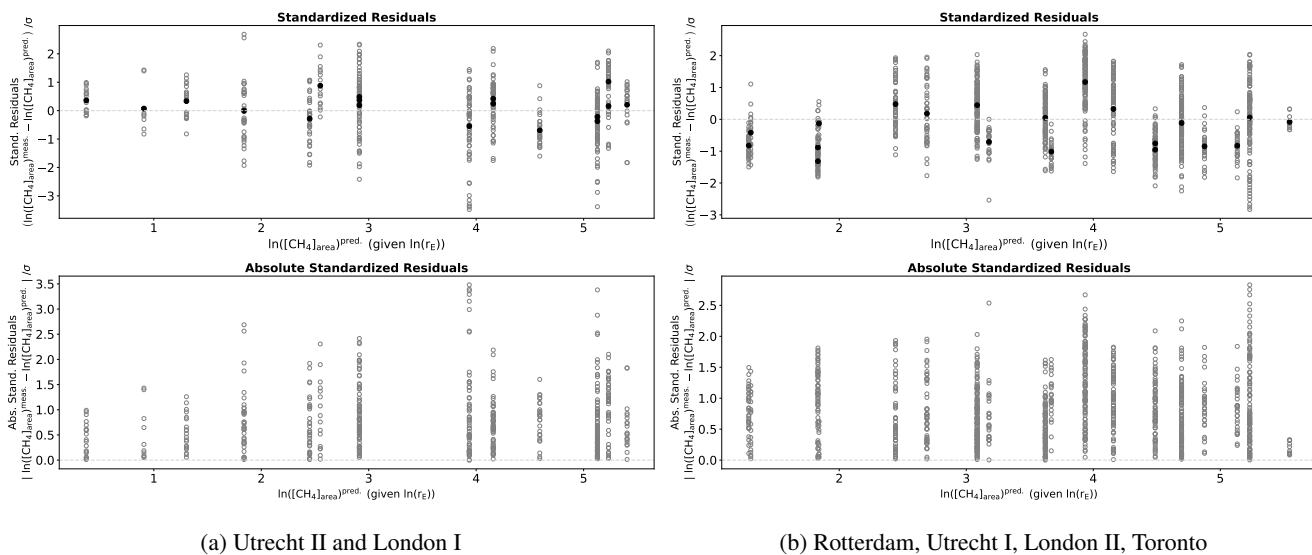 Standardized Residuals
Stand. Residuals
(ln([CH₄]area)^meas. − ln([CH₄]area)^pred.) /σ
2
1
0
−1
−2
−3
1
2
3
4
5
ln([CH₄]area)^pred. (given ln(rE))
Absolute Standardized Residuals
Abs. Stand. Residuals
| ln([CH₄]area)^meas. − ln([CH₄]area)^pred. | /σ
3.5
3.0
2.5
2.0
1.5
1.0
0.5
0.0
1
2
3
4
5
ln([CH₄]area)^pred. (given ln(rE))
(a) Utrecht II and London I
Standardized Residuals
Stand. Residuals
(ln([CH₄]area)^meas. − ln([CH₄]area)^pred.) /σ
2
1
0
−1
−2
−3
2
3
4
5
ln([CH₄]area)^pred. (given ln(rE))
Absolute Standardized Residuals
Abs. Stand. Residuals
| ln([CH₄]area)^meas. − ln([CH₄]area)^pred. | /σ
2.5
2.0
1.5
1.0
0.5
0.0
2
3
4
5
ln([CH₄]area)^pred. (given ln(rE))
(b) Rotterdam, Utrecht I, London II, Toronto